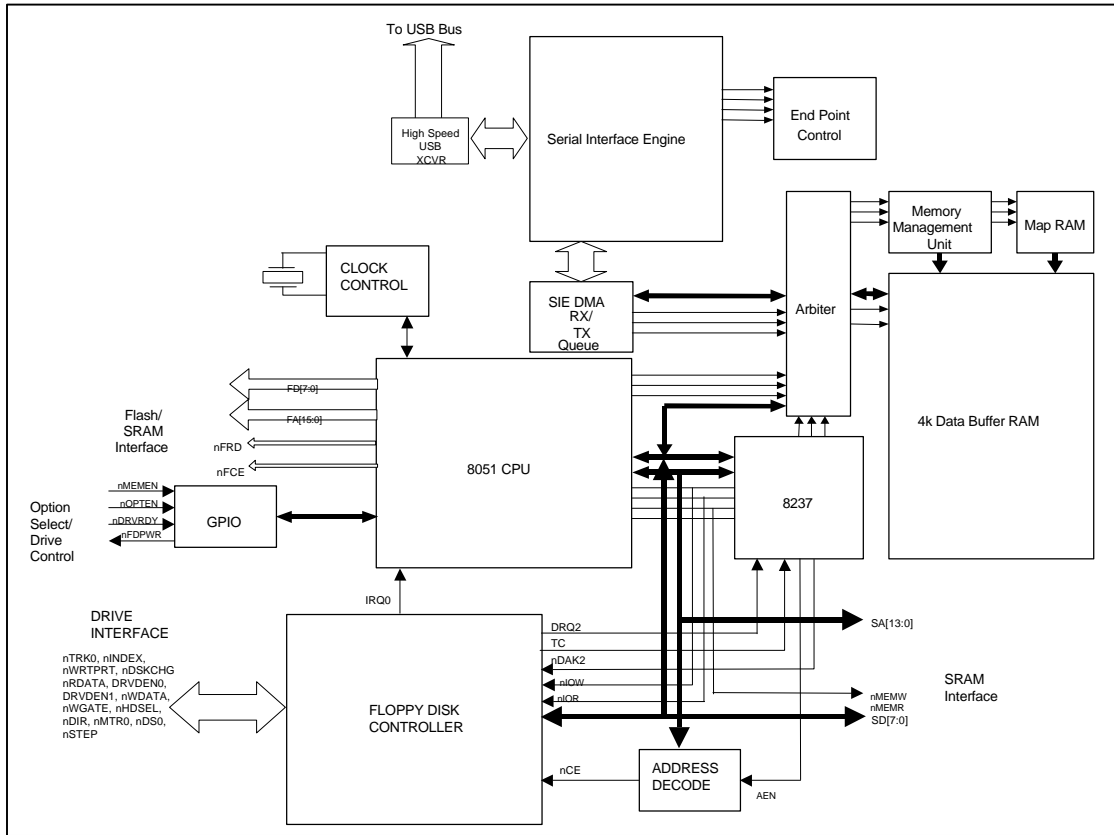 To USB Bus
High Speed
USB
XCVR
Serial Interface Engine
End Point
Control
Memory
Management
Unit
Map RAM
CLOCK
CONTROL
SIE DMA
RX/
TX
Queue
Arbiter
4k Data Buffer RAM
FD[7:0]
FA[15:0]
Flash/
SRAM
Interface
nFRD
nFCE
8051 CPU
8237
nMEMEN
nOPTEN
nDRVRDY
nFDPWR
Option
Select/
Drive
Control
GPIO
IRQ0
DRIVE
INTERFACE
nTRK0, nINDEX,
nWRTPRT, nDSKCHG
nRDATA, DRVDEN0,
DRVDEN1, nWDATA,
nWGATE, nHDSEL,
nDIR, nMTR0, nDS0,
nSTEP
FLOPPY DISK
CONTROLLER
DRQ2
TC
nDAK2
nIOW
nIOR
nCE
ADDRESS
DECODE
AEN
SA[13:0]
nMEMW
nMEMR
SD[7:0]
SRAM
Interface